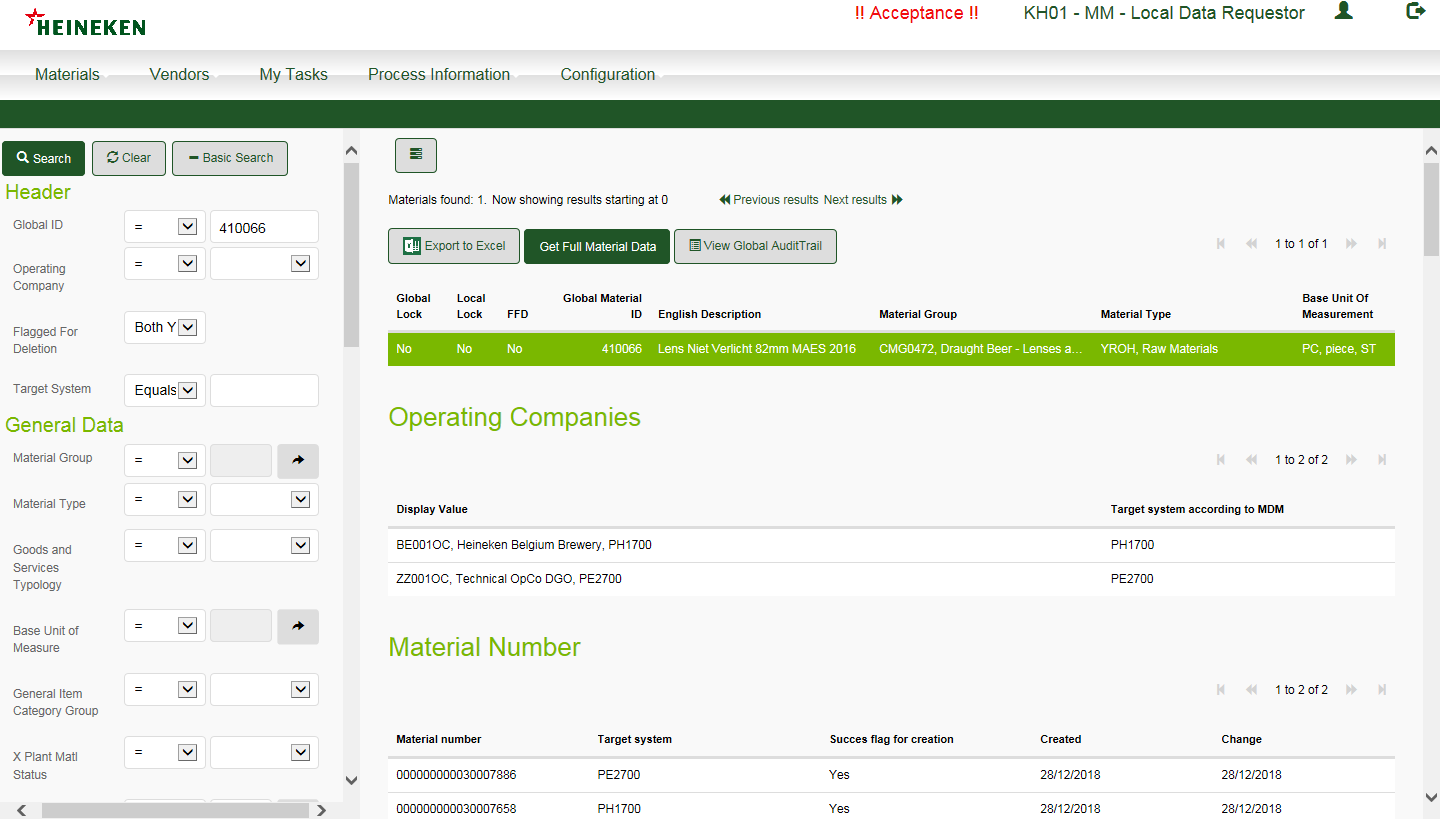 HEINEKEN
!! Acceptance !! KH01 - MM - Local Data Requestor
Materials Vendors My Tasks Process Information Configuration
Search Clear Basic Search
Header
Global ID = 410066
Operating Company =
Flagged For Deletion Both Y
Target System Equals
General Data
Material Group =
Material Type =
Goods and Services Typology =
Base Unit of Measure =
General Item Category Group =
X Plant Matl Status =
Materials found: 1. Now showing results starting at 0 Previous results Next results
Export to Excel Get Full Material Data View Global AuditTrail 1 to 1 of 1
Global Lock Local Lock FFD Global Material ID English Description Material Group Material Type Base Unit Of Measurement
No No No 410066 Lens Niet Verlicht 82mm MAES 2016 CMG0472, Draught Beer - Lenses a... YROH, Raw Materials PC, piece, ST
Operating Companies
1 to 2 of 2
Display Value Target system according to MDM
BE001OC, Heineken Belgium Brewery, PH1700 PH1700
ZZ001OC, Technical OpCo DGO, PE2700 PE2700
Material Number
1 to 2 of 2
Material number Target system Succes flag for creation Created Change
000000000030007886 PE2700 Yes 28/12/2018 28/12/2018
000000000030007658 PH1700 Yes 28/12/2018 28/12/2018